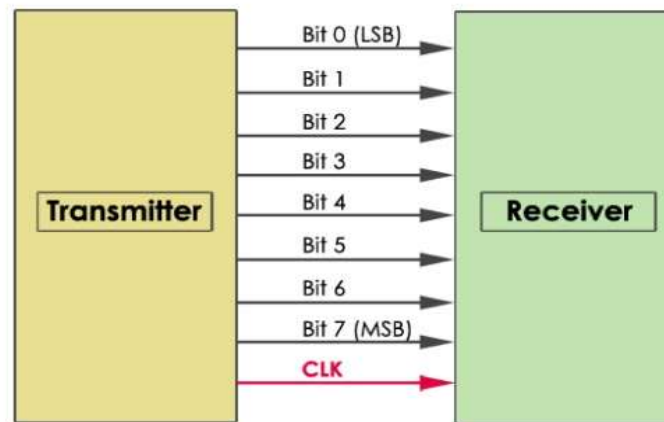 Bit 0 (LSB)
Bit 1
Bit 2
Bit 3
Transmitter
Bit 4
Receiver
Bit 5
Bit 6
Bit 7 (MSB)
CLK